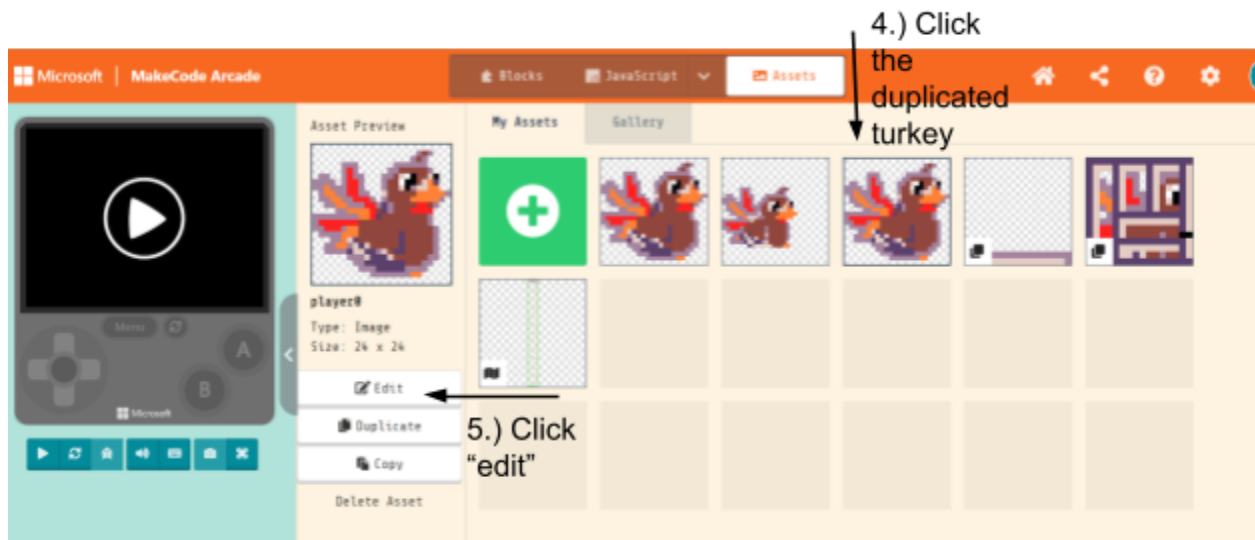 4.) Click
the
duplicated
turkey
Microsoft | MakeCode Arcade
Blocks
JavaScript
Assets
Asset Preview
My Assets
Gallery
player0
Type: Image
Size: 24 x 24
Menu
A
B
Microsoft
Edit
Duplicate
Copy
Delete Asset
5.) Click
“edit”